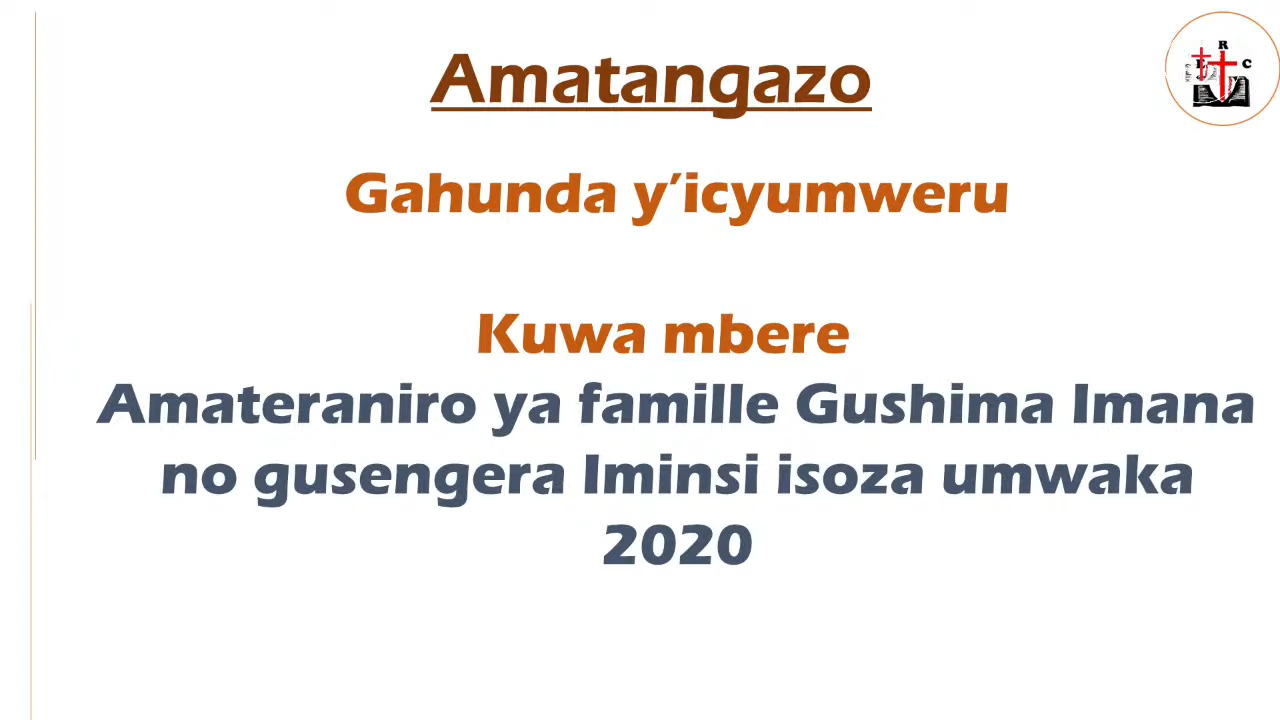 Amatangazo
R
C
Gahunda y’icyumweru
Kuwa mbere
Amateraniro ya famille Gushima Imana
no gusengera Iminsi isoza umwaka
2020